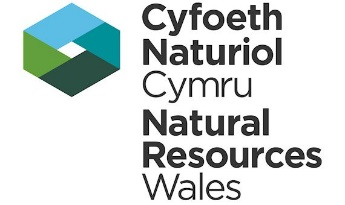 Cyfoeth
Naturiol
Cymru
Natural
Resources
Wales